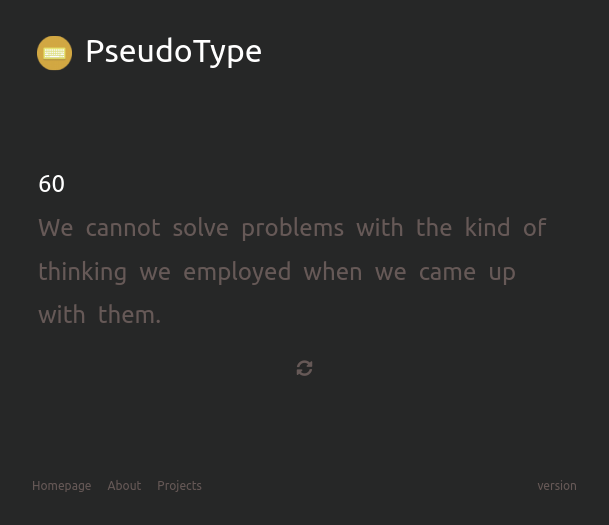 PseudoType
60
We cannot solve problems with the kind of
thinking we employed when we came up
with them.
Homepage About Projects version